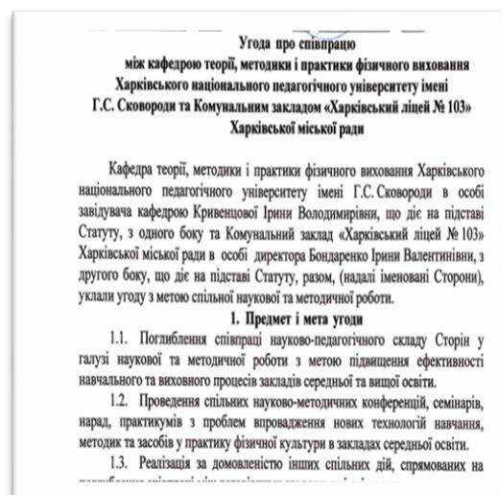 Угода про співпрацю
між кафедрою теорії, методики і практики фізичного виховання
Харківського національного педагогічного університету імені
Г.С. Сковороди та Комунальним закладом «Харківський ліцей № 103»
Харківської міської ради
Кафедра теорії, методики і практики фізичного виховання Харківського
національного педагогічного університету імені Г.С. Сковороди в особі
завідувача кафедрою Кривенцової Ірини Володимирівни, що діє на підставі
Статуту, з одного боку та Комунальний заклад «Харківський ліцей № 103»
Харківської міської ради в особі директора Бондаренко Ірини Валентинівни, з
другого боку, що діє на підставі Статуту, разом, (надалі іменовані Сторони),
уклали угоду з метою спільної наукової та методичної роботи.
1. Предмет і мета угоди
1.1. Поглиблення співпраці науково-педагогічного складу Сторін у
галузі наукової та методичної роботи з метою підвищення ефективності
навчального та виховного процесів закладів середньої та вищої освіти.
1.2. Проведення спільних науково-методичних конференцій, семінарів,
нарад, практикумів з проблем впровадження нових технологій навчання,
методик та засобів у практику фізичної культури в закладах середньої освіти.
1.3. Реалізація за домовленістю інших спільних дій, спрямованих на